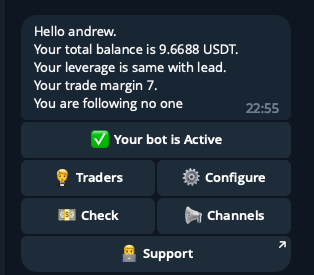 Hello andrew.
Your total balance is 9.6688 USDT.
Your leverage is same with lead.
Your trade margin 7.
You are following no one
22:55
✅ Your bot is Active
Traders
⚙️ Configure
💵 Check
📢 Channels
👨‍💻 Support